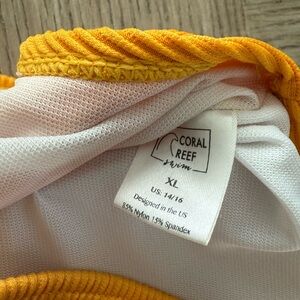 CORAL
REEF
swim
XL
US: 14/16
Designed in the US
85% Nylon 15% Spandex